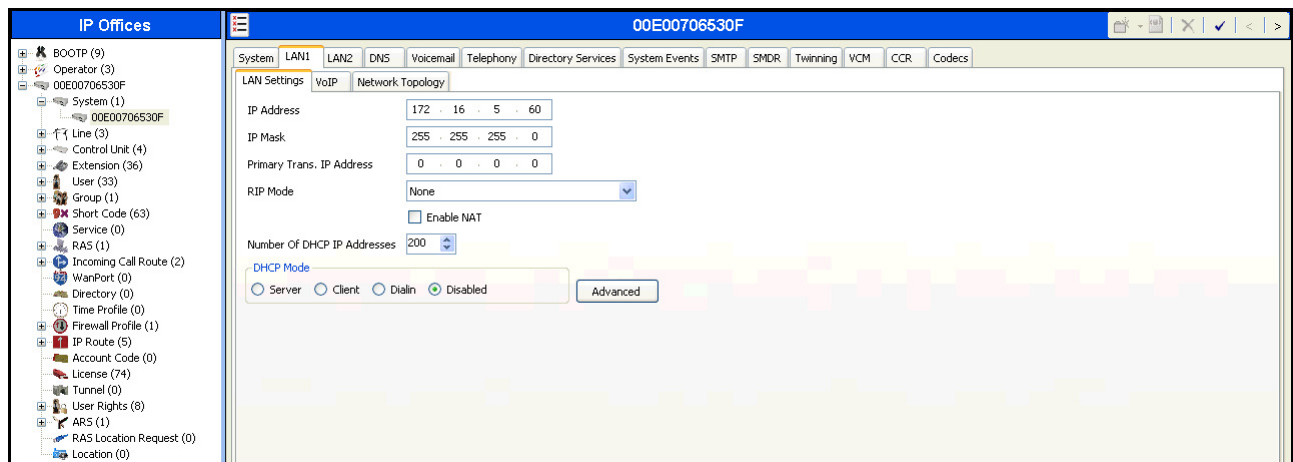 IP Offices
BOOTP (9)
Operator (3)
00E00706530F
System (1)
00E00706530F
Line (3)
Control Unit (4)
Extension (36)
User (33)
Group (1)
Short Code (63)
Service (0)
RAS (1)
Incoming Call Route (2)
WanPort (0)
Directory (0)
Time Profile (0)
Firewall Profile (1)
IP Route (5)
Account Code (0)
License (74)
Tunnel (0)
User Rights (8)
ARS (1)
RAS Location Request (0)
Location (0)
00E00706530F
System LAN1 LAN2 DNS Voicemail Telephony Directory Services System Events SMTP SMDR Twinning VCM CCR Codecs
LAN Settings VoIP Network Topology
IP Address 172 . 16 . 5 . 60
IP Mask 255 . 255 . 255 . 0
Primary Trans. IP Address 0 . 0 . 0 . 0
RIP Mode None
Enable NAT
Number Of DHCP IP Addresses 200
DHCP Mode
Server Client Dialin Disabled Advanced